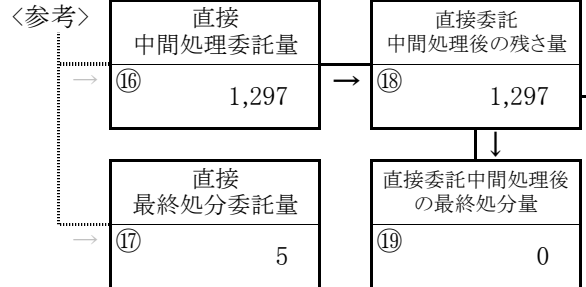 〈参考〉
直接
中間処理委託量
⑯
1,297
→
→
直接委託
中間処理後の残さ量
⑱
1,297
↓
直接
最終処分委託量
→
⑰
5
直接委託中間処理後
の最終処分量
⑲
0